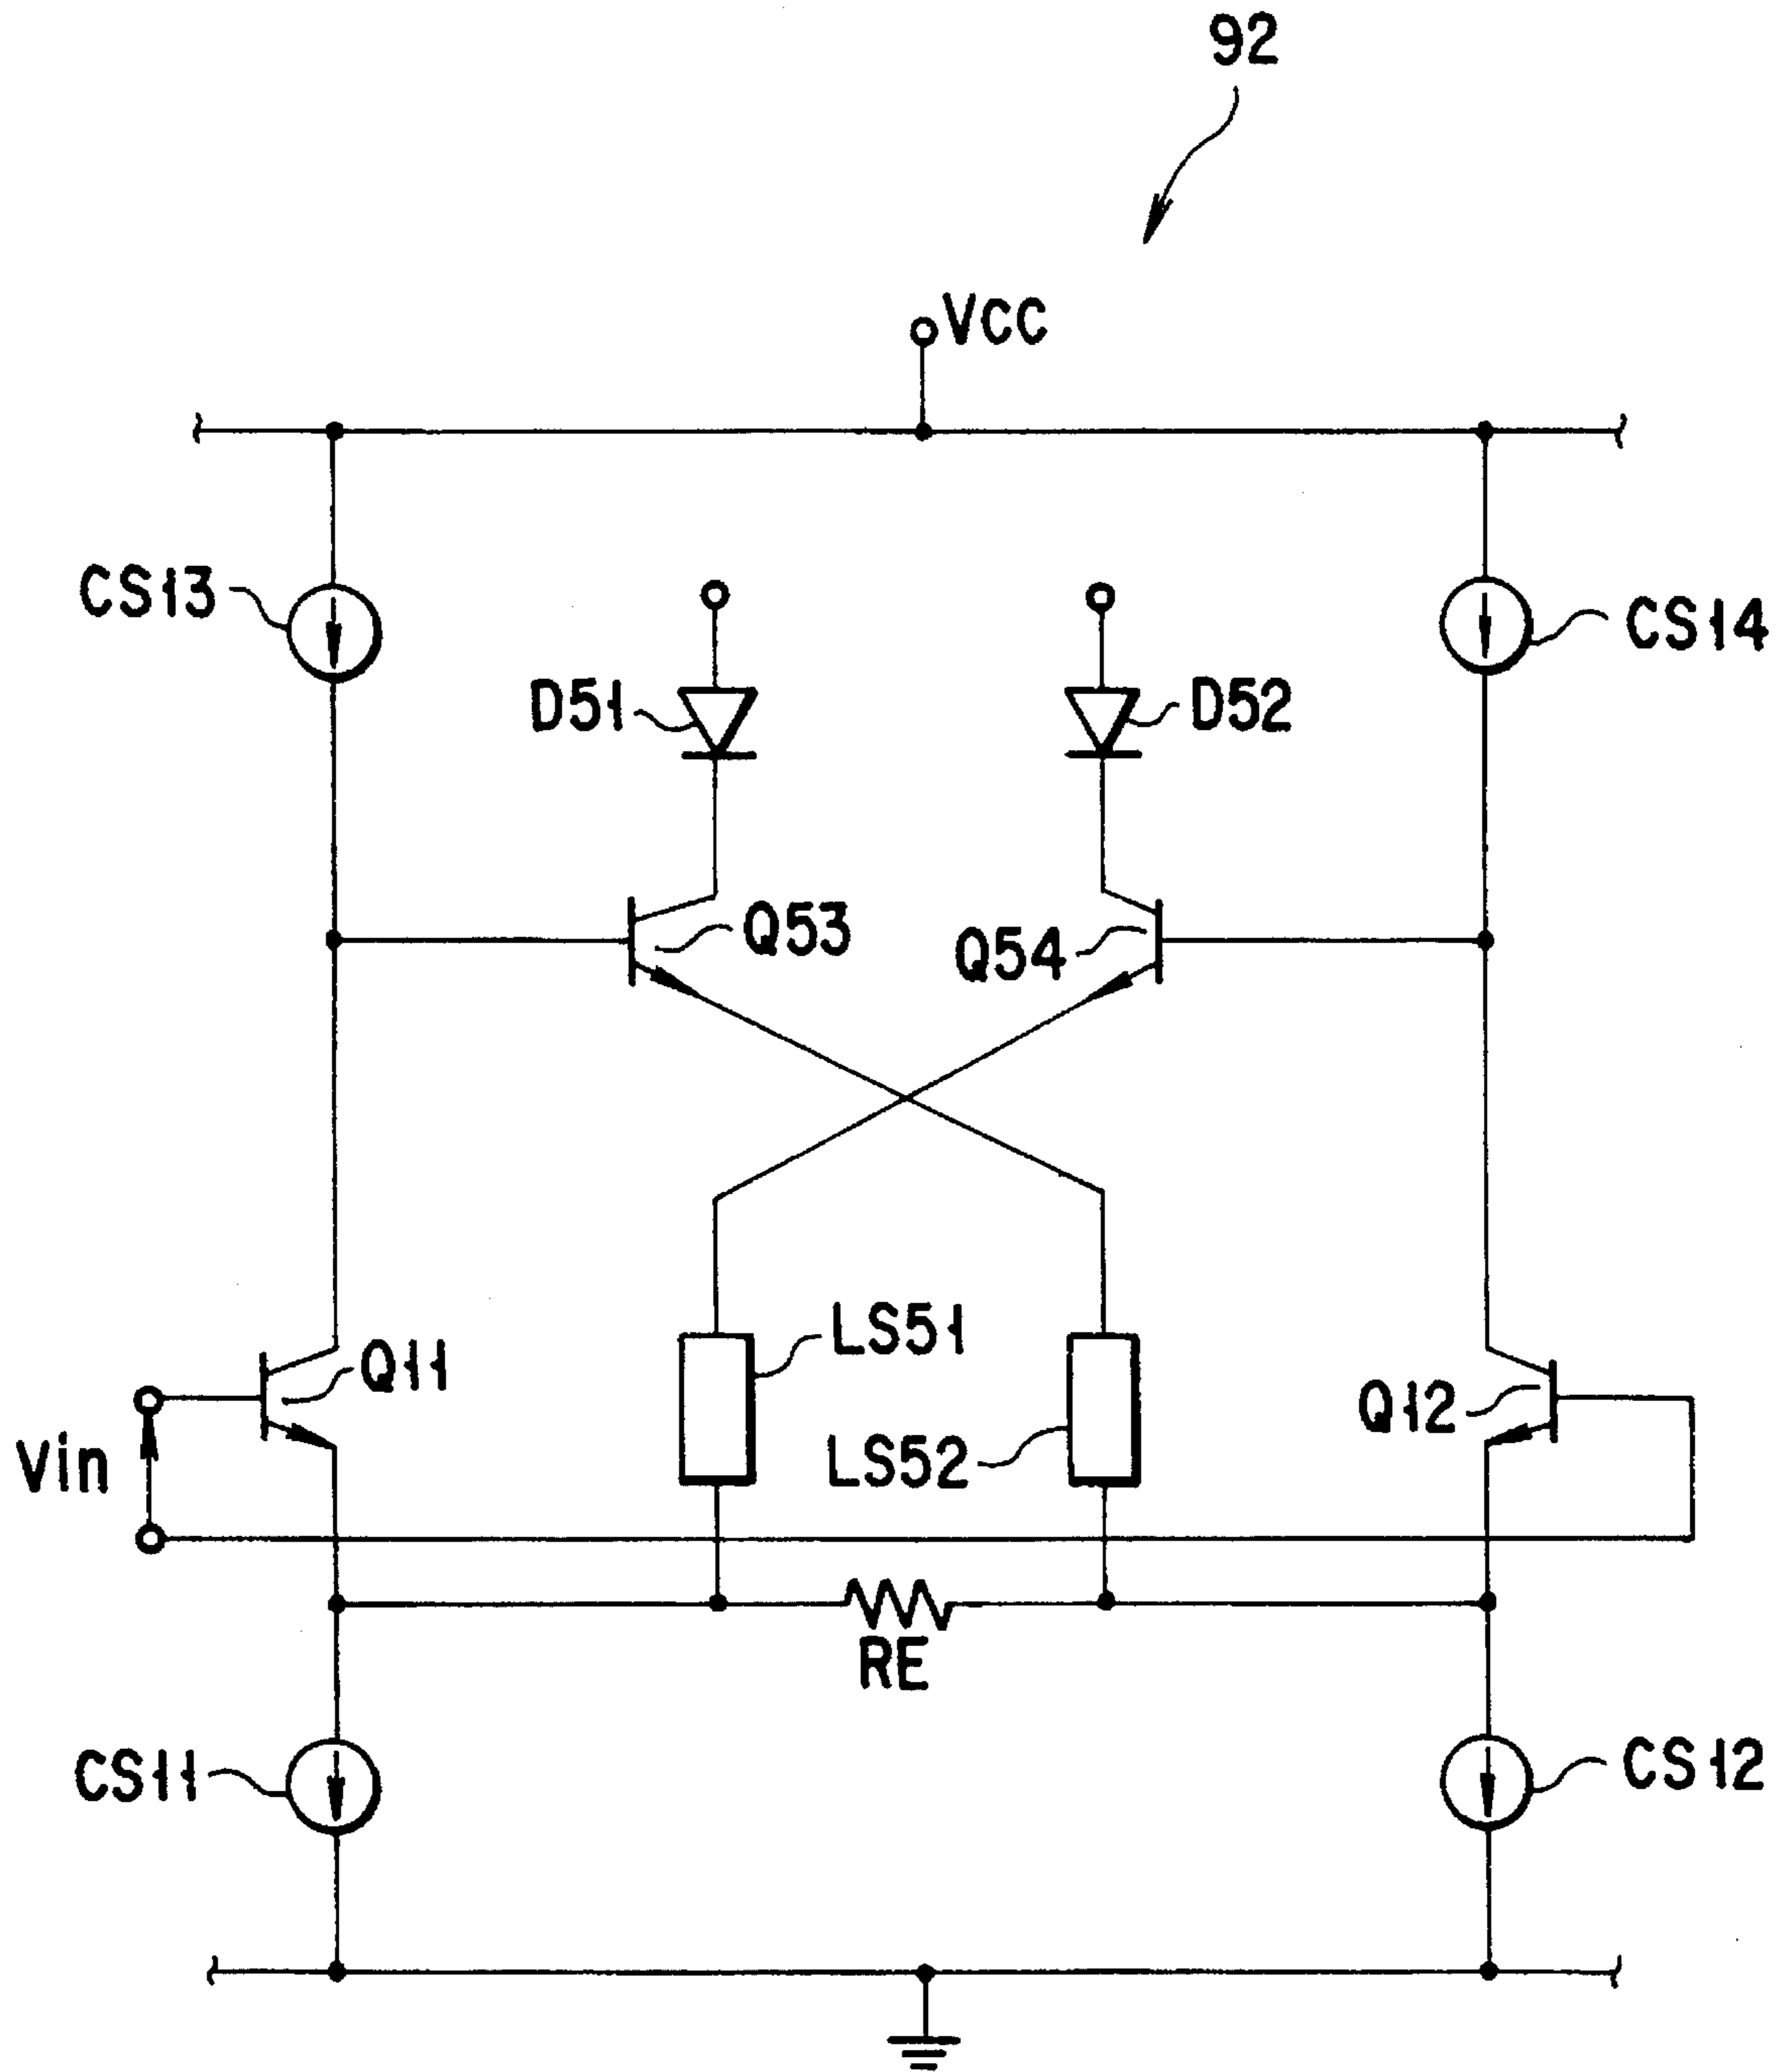 92
VCC
CS13
CS14
D51
D52
Q53
Q54
LS51
Q11
Q12
Vin
LS52
RE
CS11
CS12